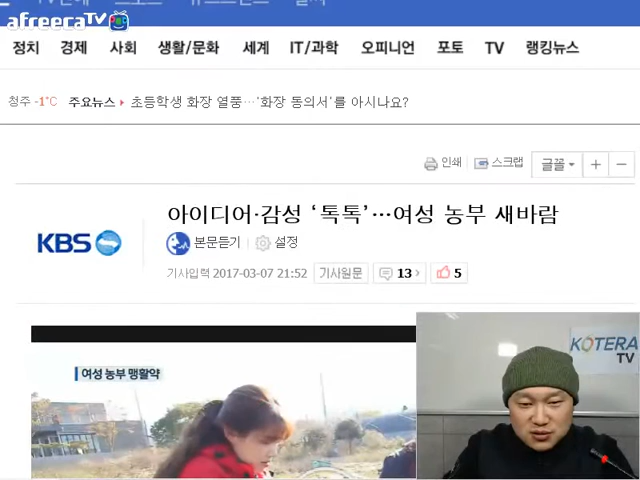 afreecaTV
정치 경제 사회 생활/문화 세계 IT/과학 오피니언 포토 TV 랭킹뉴스
청주 -1°C 주요뉴스 초등학생 화장 열풍…'화장 동의서'를 아시나요?
인쇄 스크랩 글꼴 + −
아이디어·감성 ‘톡톡’…여성 농부 새바람
KBS
본문듣기 설정
기사입력 2017-03-07 21:52 기사원문 13 5
여성 농부 맹활약
KOTERA
TV